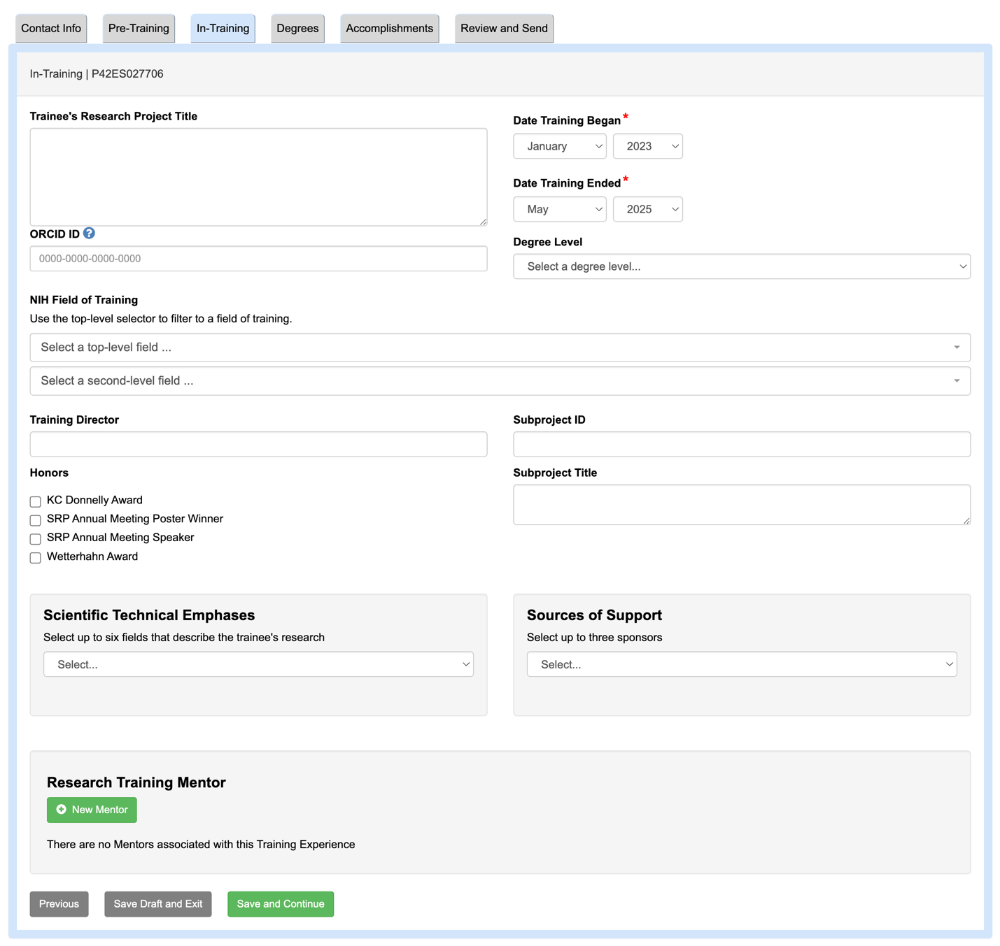 Contact Info
Pre-Training
In-Training
Degrees
Accomplishments
Review and Send
In-Training | P42ES027706
Trainee's Research Project Title
Date Training Began *
January
2023
Date Training Ended *
May
2025
ORCID ID ?
0000-0000-0000-0000
Degree Level
Select a degree level...
NIH Field of Training
Use the top-level selector to filter to a field of training.
Select a top-level field ...
Select a second-level field ...
Training Director
Subproject ID
Honors
KC Donnelly Award
SRP Annual Meeting Poster Winner
SRP Annual Meeting Speaker
Wetterhahn Award
Subproject Title
Scientific Technical Emphases
Select up to six fields that describe the trainee's research
Select...
Sources of Support
Select up to three sponsors
Select...
Research Training Mentor
New Mentor
There are no Mentors associated with this Training Experience
Previous
Save Draft and Exit
Save and Continue